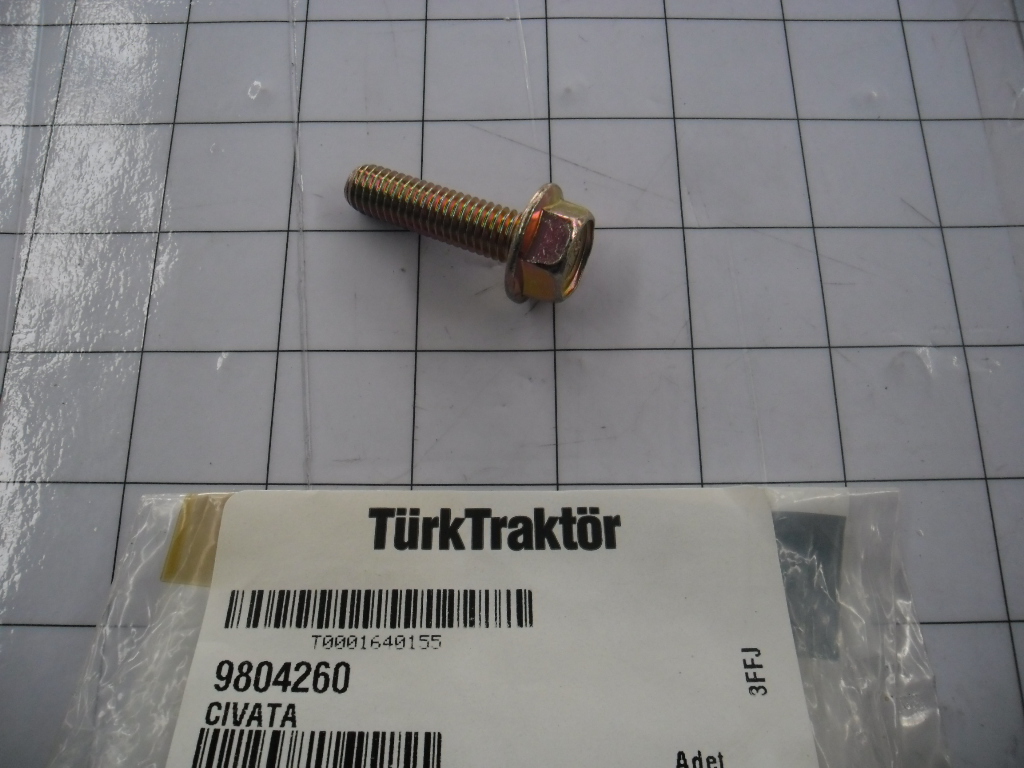 TürkTraktör
T0001640155
9804260
CIVATA
3FFJ
Adet